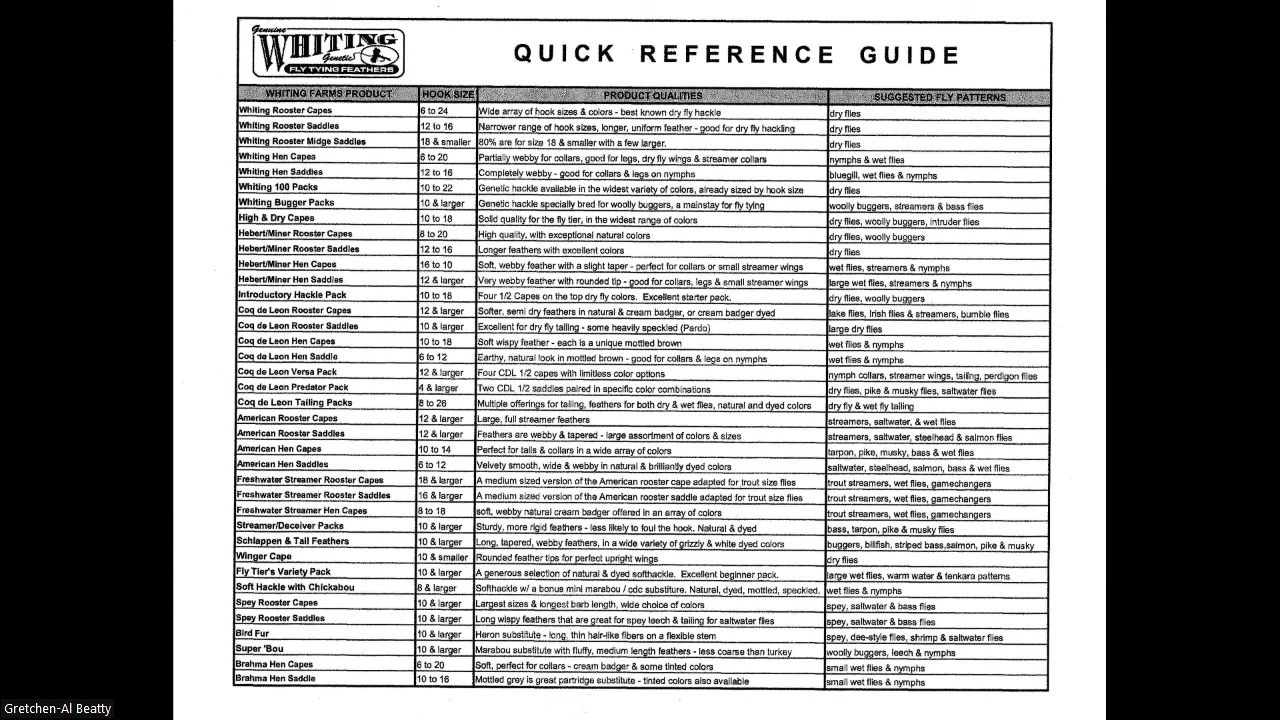 Genuine
WHITING
Genetic
FLY TYING FEATHERS
QUICK REFERENCE GUIDE
WHITING FARMS PRODUCT HOOK SIZE PRODUCT QUALITIES SUGGESTED FLY PATTERNS
Whiting Rooster Capes 6 to 24 Wide array of hook sizes & colors - best known dry fly hackle dry flies
Whiting Rooster Saddles 12 to 16 Narrower range of hook sizes, longer, uniform feather - good for dry fly hackling dry flies
Whiting Rooster Midge Saddles 18 & smaller 80% are for size 18 & smaller with a few larger. dry flies
Whiting Hen Capes 6 to 20 Partially webby for collars, good for legs, dry fly wings & streamer collars nymphs & wet flies
Whiting Hen Saddles 12 to 16 Completely webby - good for collars & legs on nymphs bluegill, wet flies & nymphs
Whiting 100 Packs 10 to 22 Genetic hackle available in the widest variety of colors, already sized by hook size dry flies
Whiting Bugger Packs 10 & larger Genetic hackle specially bred for woolly buggers, a mainstay for fly tying woolly buggers, streamers & bass flies
High & Dry Capes 10 to 18 Solid quality for the fly tier, in the widest range of colors dry flies, woolly buggers, intruder flies
Hebert/Miner Rooster Capes 8 to 20 High quality, with exceptional natural colors dry flies, woolly buggers
Hebert/Miner Rooster Saddles 12 to 16 Longer feathers with excellent colors dry flies
Hebert/Miner Hen Capes 16 to 10 Soft, webby feather with a slight taper - perfect for collars or small streamer wings wet flies, streamers & nymphs
Hebert/Miner Hen Saddles 12 & larger Very webby feather with rounded tip - good for collars, legs & small streamer wings large wet flies, streamers & nymphs
Introductory Hackle Pack 10 to 18 Four 1/2 Capes on the top dry fly colors. Excellent starter pack. dry flies, woolly buggers
Coq de Leon Rooster Capes 12 & larger Softer, semi dry feathers in natural & cream badger, or cream badger dyed lake flies, Irish flies & streamers, bumble flies
Coq de Leon Rooster Saddles 10 & larger Excellent for dry fly tailing - some heavily speckled (Pardo) large dry flies
Coq de Leon Hen Capes 10 to 18 Soft wispy feather - each is a unique mottled brown wet flies & nymphs
Coq de Leon Hen Saddle 6 to 12 Earthy, natural look in mottled brown - good for collars & legs on nymphs wet flies & nymphs
Coq de Leon Versa Pack 12 & larger Four CDL 1/2 capes with limitless color options nymph collars, streamer wings, tailing, perdigon flies
Coq de Leon Predator Pack 4 & larger Two CDL 1/2 saddles paired in specific color combinations dry flies, pike & musky flies, saltwater flies
Coq de Leon Tailing Packs 8 to 26 Multiple offerings for tailing, feathers for both dry & wet flies, natural and dyed colors dry fly & wet fly tailing
American Rooster Capes 12 & larger Large, full streamer feathers streamers, saltwater, & wet flies
American Rooster Saddles 12 & larger Feathers are webby & tapered - large assortment of colors & sizes streamers, saltwater, steelhead & salmon flies
American Hen Capes 10 to 14 Perfect for tails & collars in a wide array of colors tarpon, pike, musky, bass & wet flies
American Hen Saddles 6 to 12 Velvety smooth, wide & webby in natural & brilliantly dyed colors saltwater, steelhead, salmon, bass & wet flies
Freshwater Streamer Rooster Capes 18 & larger A medium sized version of the American rooster cape adapted for trout size flies trout streamers, wet flies, gamechangers
Freshwater Streamer Rooster Saddles 16 & larger A medium sized version of the American rooster saddle adapted for trout size flies trout streamers, wet flies, gamechangers
Freshwater Streamer Hen Capes 8 to 18 soft, webby natural cream badger offered in an array of colors trout streamers, wet flies, gamechangers
Streamer/Deceiver Packs 10 & larger Sturdy, more rigid feathers - less likely to foul the hook. Natural & dyed bass, tarpon, pike & musky flies
Schlappen & Tail Feathers 10 & larger Long, tapered, webby feathers, in a wide variety of grizzly & white dyed colors buggers, billfish, striped bass,salmon, pike & musky
Winger Cape 10 & smaller Rounded feather tips for perfect upright wings dry flies
Fly Tier's Variety Pack 10 & larger A generous selection of natural & dyed softhackle. Excellent beginner pack. large wet flies, warm water & tenkara patterns
Soft Hackle with Chickabou 8 & larger Softhackle w/ a bonus mini marabou / cdc substiture. Natural, dyed, mottled, speckled. wet flies & nymphs
Spey Rooster Capes 10 & larger Largest sizes & longest barb length, wide choice of colors spey, saltwater & bass flies
Spey Rooster Saddles 10 & larger Long wispy feathers that are great for spey leech & tailing for saltwater flies spey, saltwater & bass flies
Bird Fur 10 & larger Heron substitute - long, thin hair-like fibers on a flexible stem spey, dee-style flies, shrimp & saltwater flies
Super 'Bou 10 & larger Marabou substitute with fluffy, medium length feathers - less coarse than turkey woolly buggers, leech & nymphs
Brahma Hen Capes 6 to 20 Soft, perfect for collars - cream badger & some tinted colors small wet flies & nymphs
Brahma Hen Saddle 10 to 16 Mottled grey is great partridge substitute - tinted colors also available small wet flies & nymphs
Gretchen-Al Beatty